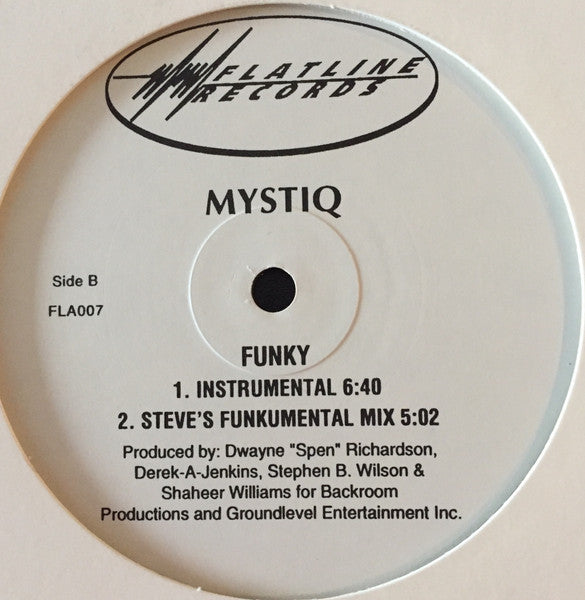 FLATLINE
RECORDS
MYSTIQ
Side B
FLA007
FUNKY
1. INSTRUMENTAL 6:40
2. STEVE'S FUNKUMENTAL MIX 5:02
Produced by: Dwayne "Spen" Richardson,
Derek-A-Jenkins, Stephen B. Wilson &
Shaheer Williams for Backroom
Productions and Groundlevel Entertainment Inc.